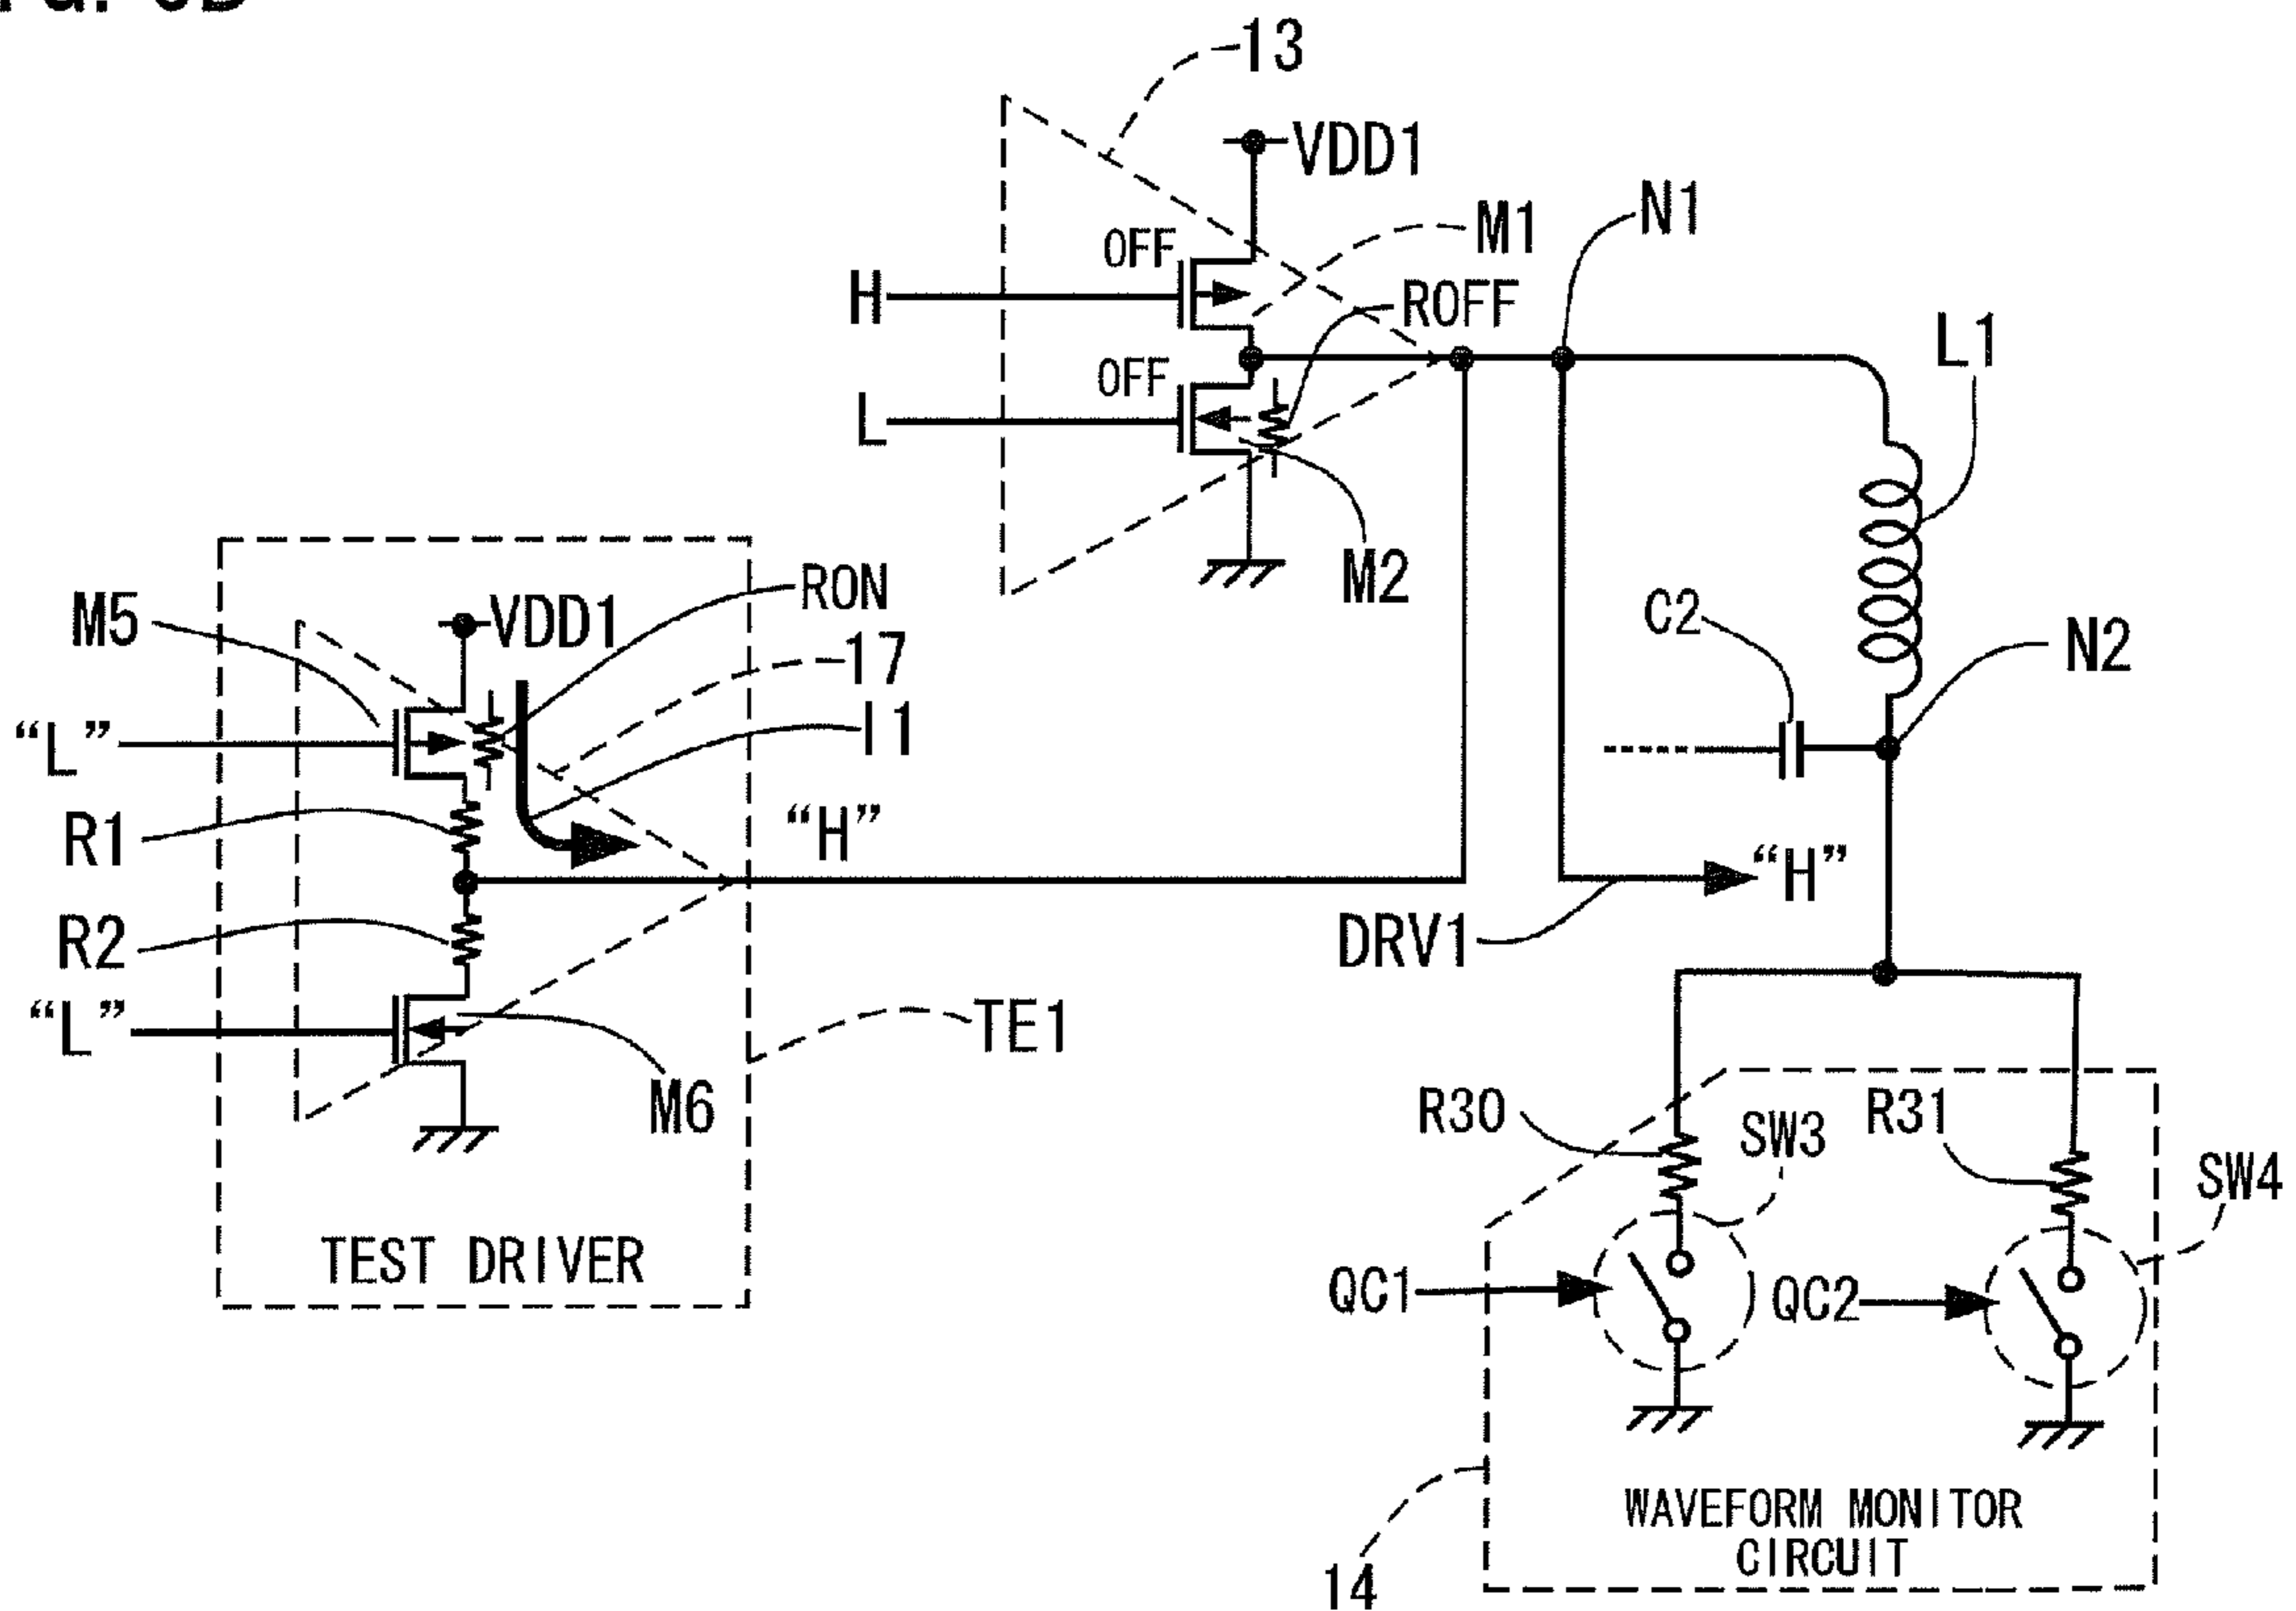 13
VDD1
N1
M1
OFF
H
ROFF
L1
OFF
L
M2
RON
C2
M5
VDD1
N2
17
"L"
I1
"H"
R1
"H"
R2
DRV1
"L"
TE1
M6
R30
SW3
R31
SW4
TEST DRIVER
QC1
QC2
WAVEFORM MONITOR
CIRCUIT
14